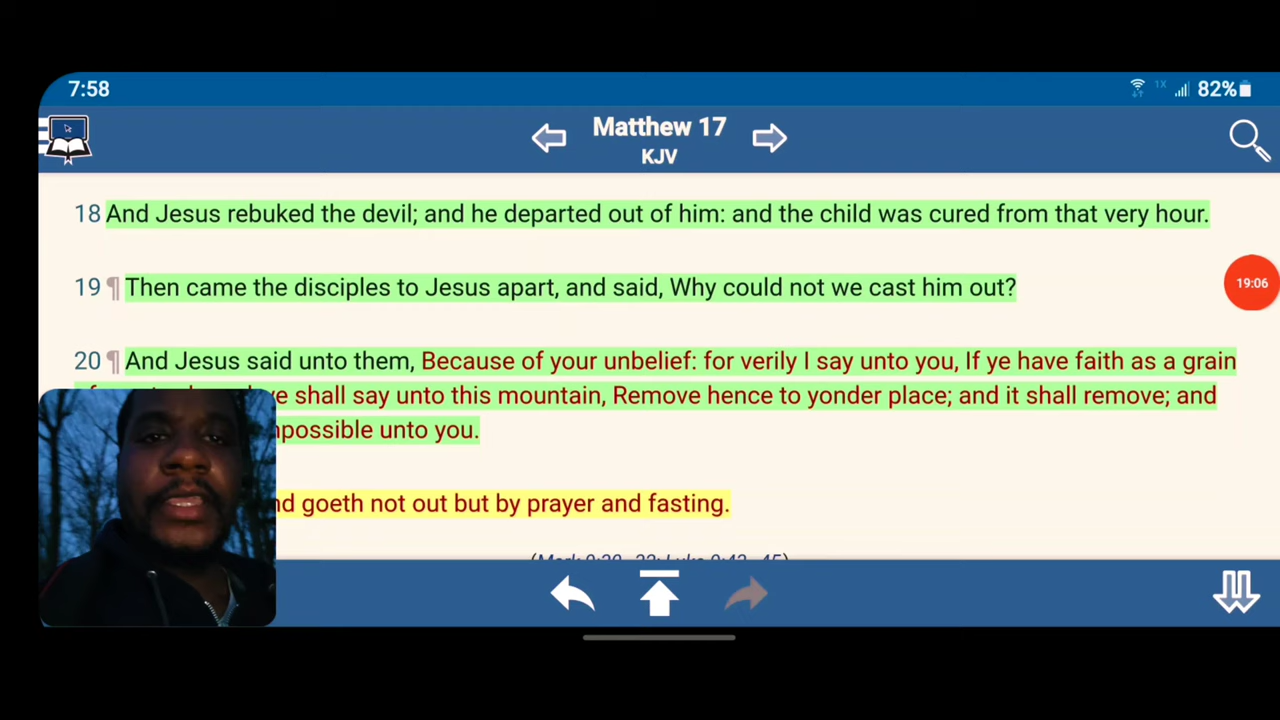 7:58
1X
82%
Matthew 17
KJV
18 And Jesus rebuked the devil; and he departed out of him: and the child was cured from that very hour.
19 ¶ Then came the disciples to Jesus apart, and said, Why could not we cast him out?
19:06
20 ¶ And Jesus said unto them, Because of your unbelief: for verily I say unto you, If ye have faith as a grain
shall say unto this mountain, Remove hence to yonder place; and it shall remove; and
unto you.
goeth not out but by prayer and fasting.